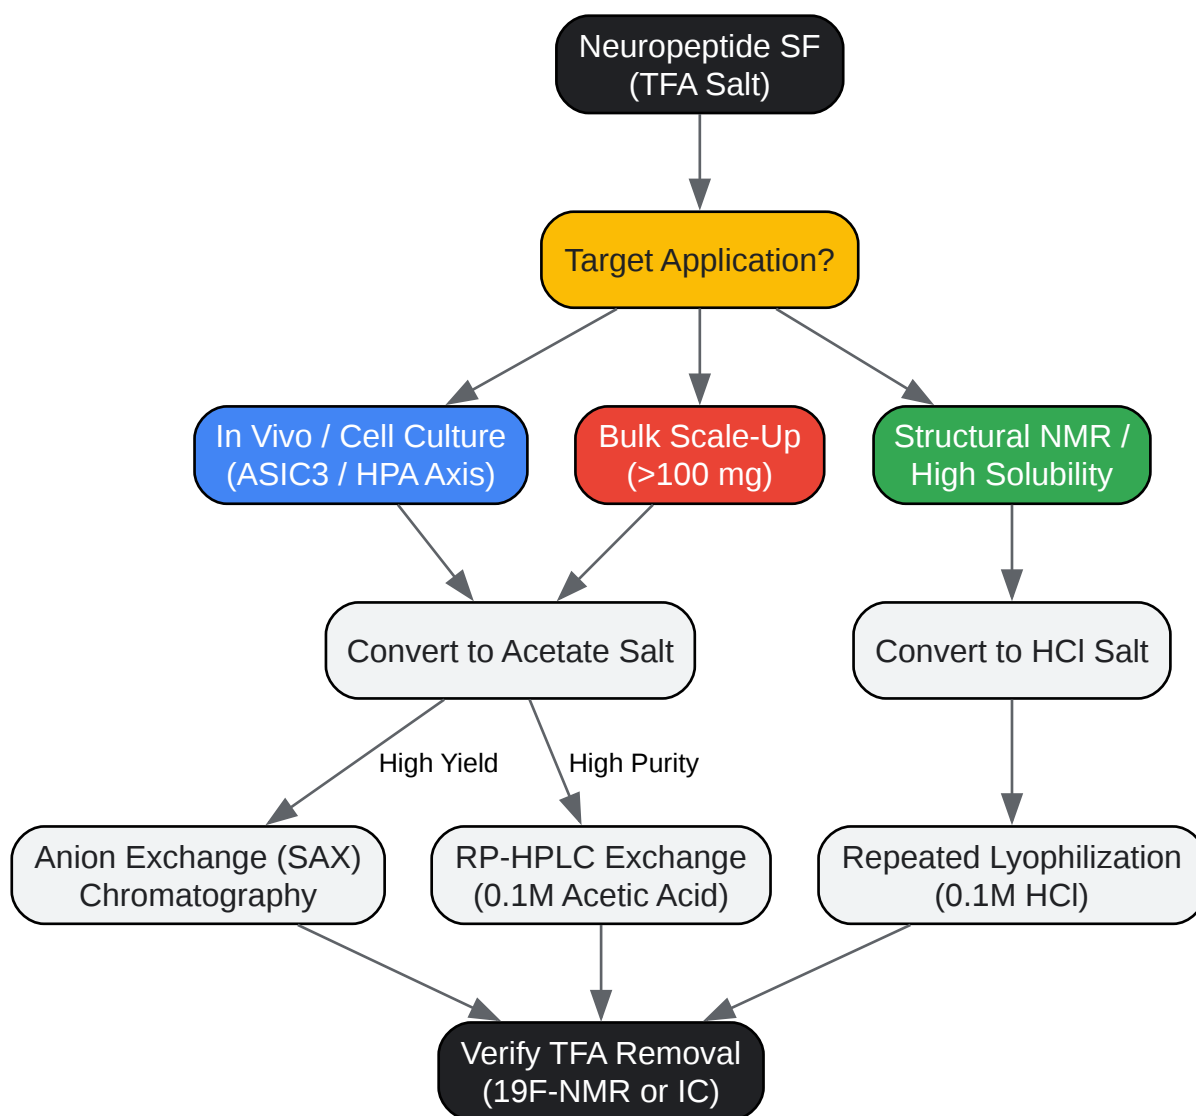 Neuropeptide SF
(TFA Salt)
Target Application?
In Vivo / Cell Culture
(ASIC3 / HPA Axis)
Bulk Scale-Up
(>100 mg)
Structural NMR /
High Solubility
Convert to Acetate Salt
Convert to HCl Salt
High Yield
High Purity
Anion Exchange (SAX)
Chromatography
RP-HPLC Exchange
(0.1M Acetic Acid)
Repeated Lyophilization
(0.1M HCl)
Verify TFA Removal
(19F-NMR or IC)